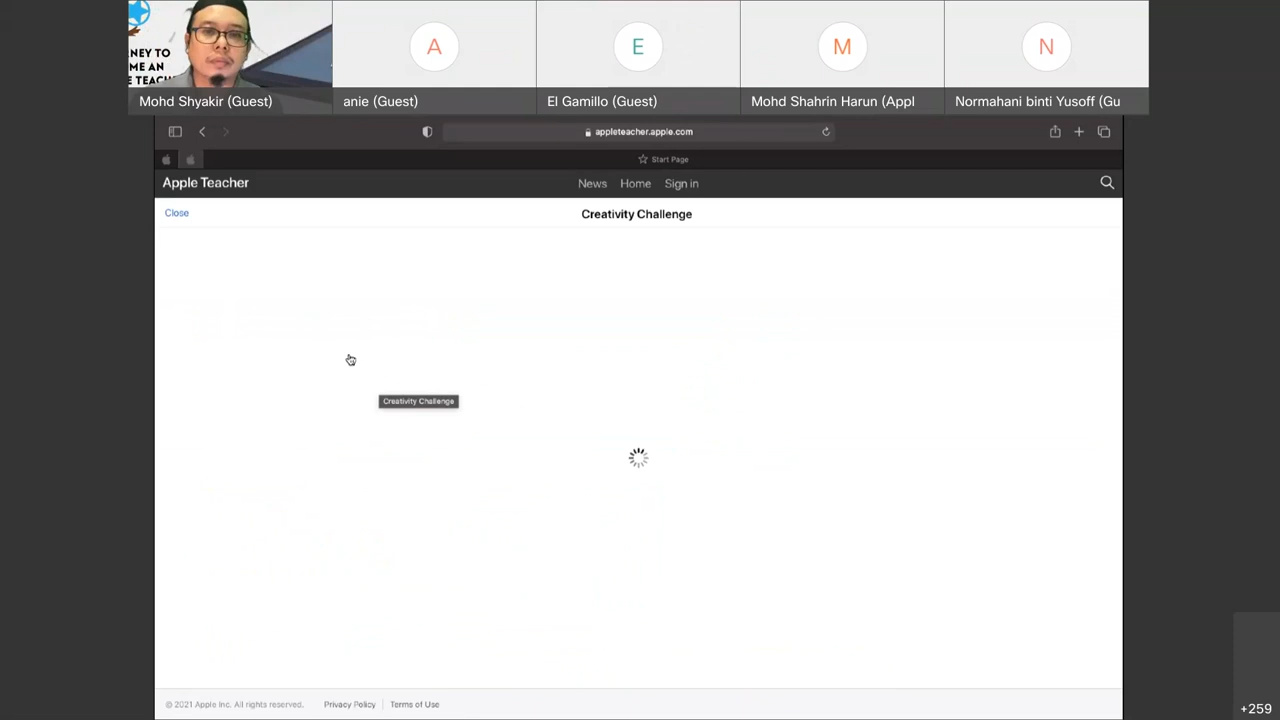 NEY TO
ME AN
E TEACH
Mohd Shyakir (Guest)
A
anie (Guest)
E
El Gamillo (Guest)
M
Mohd Shahrin Harun (Appl
N
Normahani binti Yusoff (Gu
appleteacher.apple.com
Start Page
Apple Teacher
News
Home
Sign in
Close
Creativity Challenge
Creativity Challenge
© 2021 Apple Inc. All rights reserved.
Privacy Policy
Terms of Use
+259